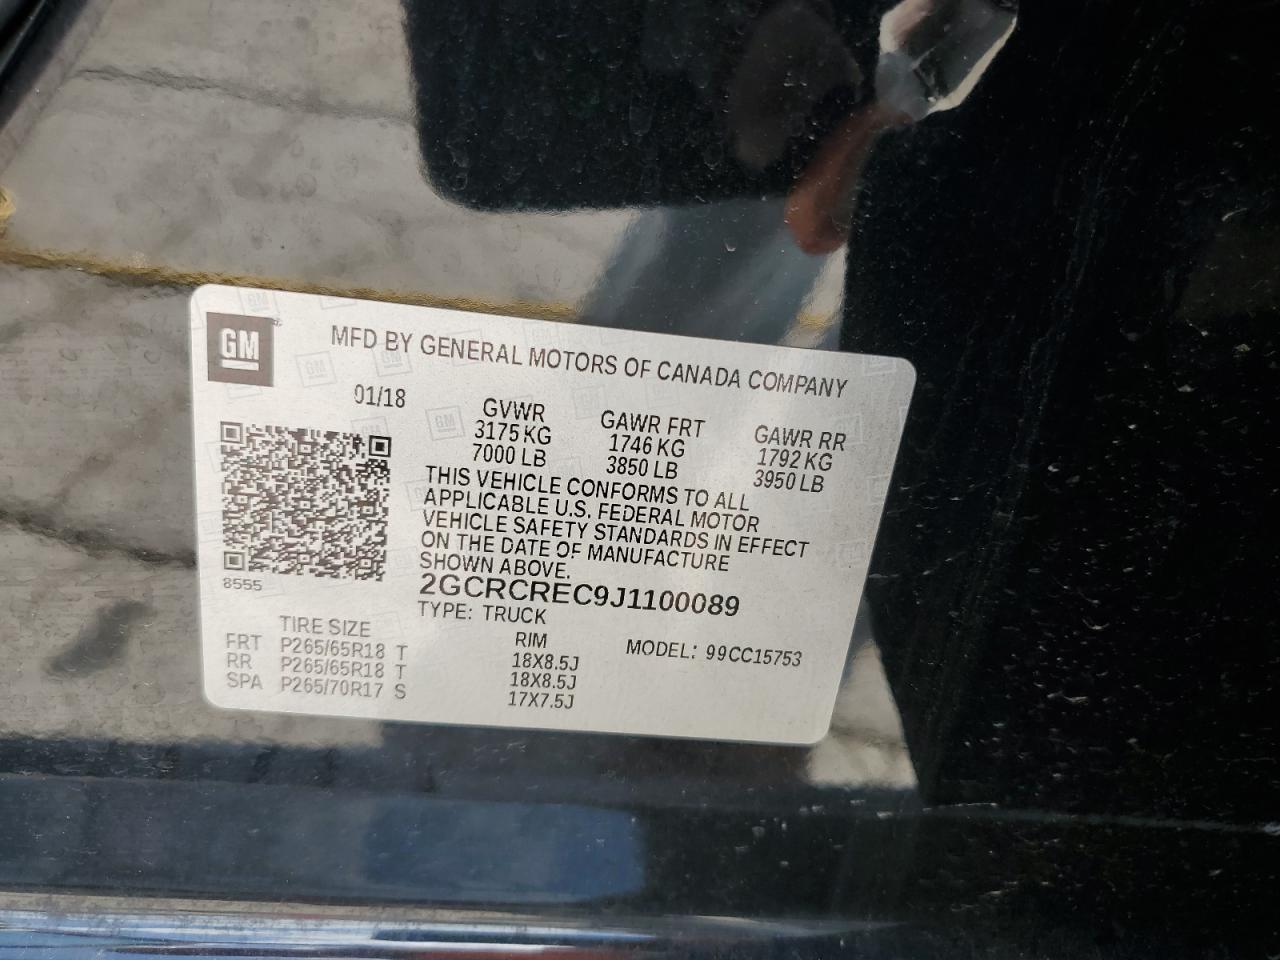 GM
MFD BY GENERAL MOTORS OF CANADA COMPANY
01/18
GVWR GAWR FRT GAWR RR
3175 KG 1746 KG 1792 KG
7000 LB 3850 LB 3950 LB
THIS VEHICLE CONFORMS TO ALL
APPLICABLE U.S. FEDERAL MOTOR
VEHICLE SAFETY STANDARDS IN EFFECT
ON THE DATE OF MANUFACTURE
SHOWN ABOVE.
8555
2GCRCREC9J1100089
TYPE: TRUCK
TIRE SIZE RIM MODEL: 99CC15753
FRT P265/65R18 T 18X8.5J
RR P265/65R18 T 18X8.5J
SPA P265/70R17 S 17X7.5J